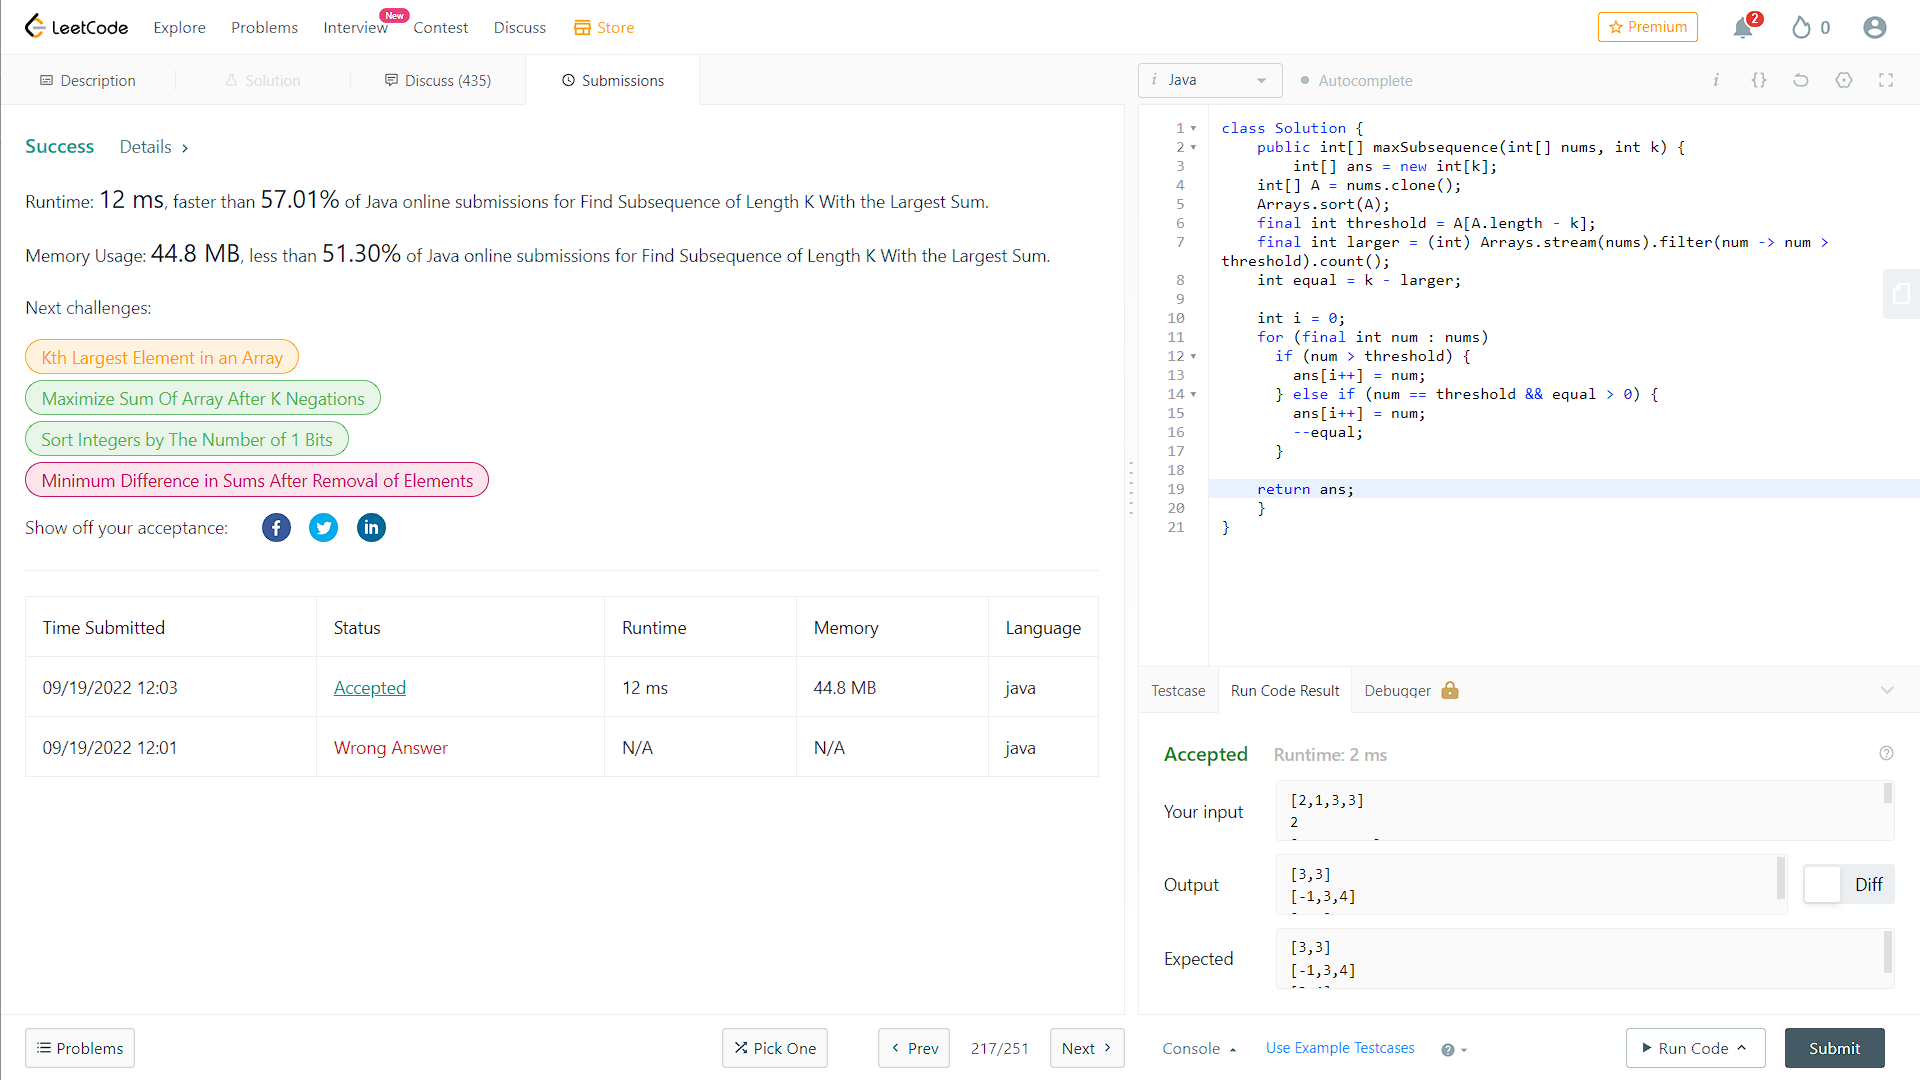 LeetCode
Explore
Problems
Interview
New
Contest
Discuss
Store
Premium
2
0
Description
Solution
Discuss (435)
Submissions
i Java
Autocomplete
i {}
Success Details >
Runtime: 12 ms, faster than 57.01% of Java online submissions for Find Subsequence of Length K With the Largest Sum.
Memory Usage: 44.8 MB, less than 51.30% of Java online submissions for Find Subsequence of Length K With the Largest Sum.
Next challenges:
Kth Largest Element in an Array
Maximize Sum Of Array After K Negations
Sort Integers by The Number of 1 Bits
Minimum Difference in Sums After Removal of Elements
Show off your acceptance: f in
Time Submitted Status Runtime Memory Language
09/19/2022 12:03 Accepted 12 ms 44.8 MB java
09/19/2022 12:01 Wrong Answer N/A N/A java
1 class Solution {
2 public int[] maxSubsequence(int[] nums, int k) {
3 int[] ans = new int[k];
4 int[] A = nums.clone();
5 Arrays.sort(A);
6 final int threshold = A[A.length - k];
7 final int larger = (int) Arrays.stream(nums).filter(num -> num >
threshold).count();
8 int equal = k - larger;
9
10 int i = 0;
11 for (final int num : nums)
12 if (num > threshold) {
13 ans[i++] = num;
14 } else if (num == threshold && equal > 0) {
15 ans[i++] = num;
16 --equal;
17 }
18
19 return ans;
20 }
21 }
Testcase Run Code Result Debugger
Accepted Runtime: 2 ms ?
Your input
[2,1,3,3]
2
Output
[3,3]
[-1,3,4]
Diff
Expected
[3,3]
[-1,3,4]
Problems
Pick One
< Prev 217/251 Next >
Console
Use Example Testcases
?
Run Code
Submit